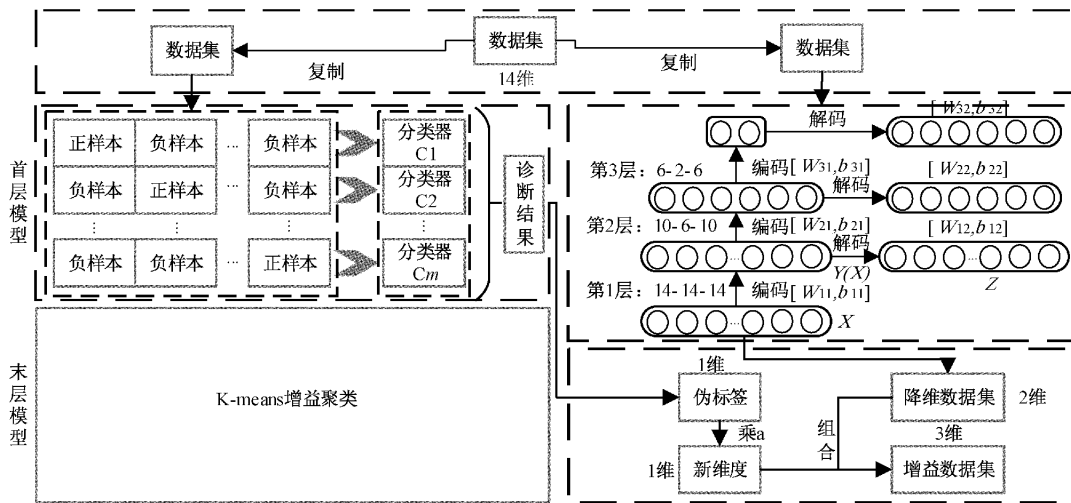 数据集
数据集
数据集
复制
复制
14维
首层模型
正样本 负样本 ... 负样本
分类器C1
负样本 正样本 ... 负样本
分类器C2
⋮ ⋮ ⋮ ⋮
负样本 负样本 ... 正样本
分类器Cm
诊断结果
解码
[W32,b32]
第3层：6-2-6
编码[W31,b31]
解码
[W22,b22]
第2层：10-6-10
编码[W21,b21]
解码
[W12,b12]
Y(X)
Z
第1层：14-14-14
编码[W11,b11]
X
末层模型
K-means增益聚类
1维
伪标签
降维数据集
2维
乘a
组合
3维
1维
新维度
增益数据集